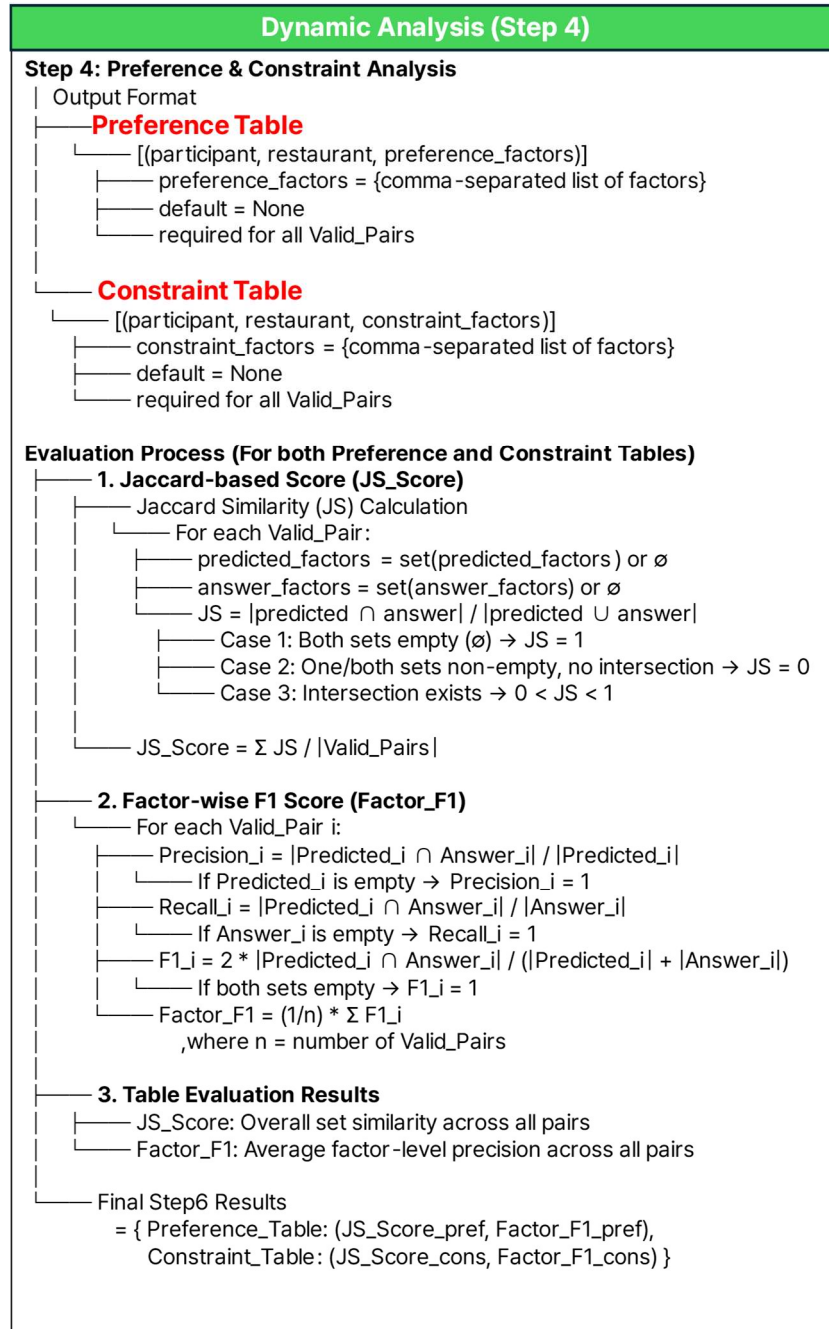 Dynamic Analysis (Step 4)
Step 4: Preference & Constraint Analysis
Output Format
Preference Table
[(participant, restaurant, preference_factors)]
preference_factors = {comma-separated list of factors}
default = None
required for all Valid_Pairs
Constraint Table
[(participant, restaurant, constraint_factors)]
constraint_factors = {comma-separated list of factors}
default = None
required for all Valid_Pairs
Evaluation Process (For both Preference and Constraint Tables)
1. Jaccard-based Score (JS_Score)
Jaccard Similarity (JS) Calculation
For each Valid_Pair:
predicted_factors = set(predicted_factors) or ø
answer_factors = set(answer_factors) or ø
JS = |predicted ∩ answer| / |predicted ∪ answer|
Case 1: Both sets empty (ø) → JS = 1
Case 2: One/both sets non-empty, no intersection → JS = 0
Case 3: Intersection exists → 0 < JS < 1
JS_Score = Σ JS / |Valid_Pairs|
2. Factor-wise F1 Score (Factor_F1)
For each Valid_Pair i:
Precision_i = |Predicted_i ∩ Answer_i| / |Predicted_i|
If Predicted_i is empty → Precision_i = 1
Recall_i = |Predicted_i ∩ Answer_i| / |Answer_i|
If Answer_i is empty → Recall_i = 1
F1_i = 2 * |Predicted_i ∩ Answer_i| / (|Predicted_i| + |Answer_i|)
If both sets empty → F1_i = 1
Factor_F1 = (1/n) * Σ F1_i
,where n = number of Valid_Pairs
3. Table Evaluation Results
JS_Score: Overall set similarity across all pairs
Factor_F1: Average factor-level precision across all pairs
Final Step6 Results
= { Preference_Table: (JS_Score_pref, Factor_F1_pref),
Constraint_Table: (JS_Score_cons, Factor_F1_cons) }